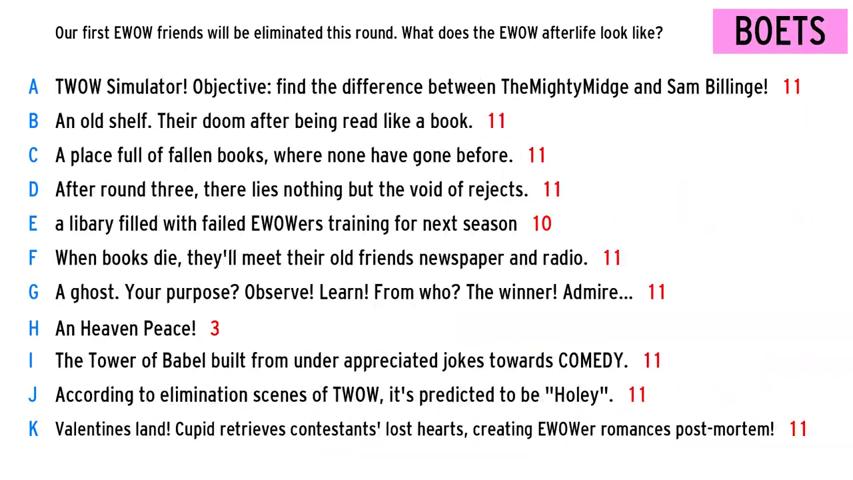 Our first EWOW friends will be eliminated this round. What does the EWOW afterlife look like?
BOETS
A TWOW Simulator! Objective: find the difference between TheMightyMidge and Sam Billinge! 11
B An old shelf. Their doom after being read like a book. 11
C A place full of fallen books, where none have gone before. 11
D After round three, there lies nothing but the void of rejects. 11
E a libary filled with failed EWOWers training for next season 10
F When books die, they'll meet their old friends newspaper and radio. 11
G A ghost. Your purpose? Observe! Learn! From who? The winner! Admire... 11
H An Heaven Peace! 3
I The Tower of Babel built from under appreciated jokes towards COMEDY. 11
J According to elimination scenes of TWOW, it's predicted to be "Holey". 11
K Valentines land! Cupid retrieves contestants' lost hearts, creating EWOWer romances post-mortem! 11